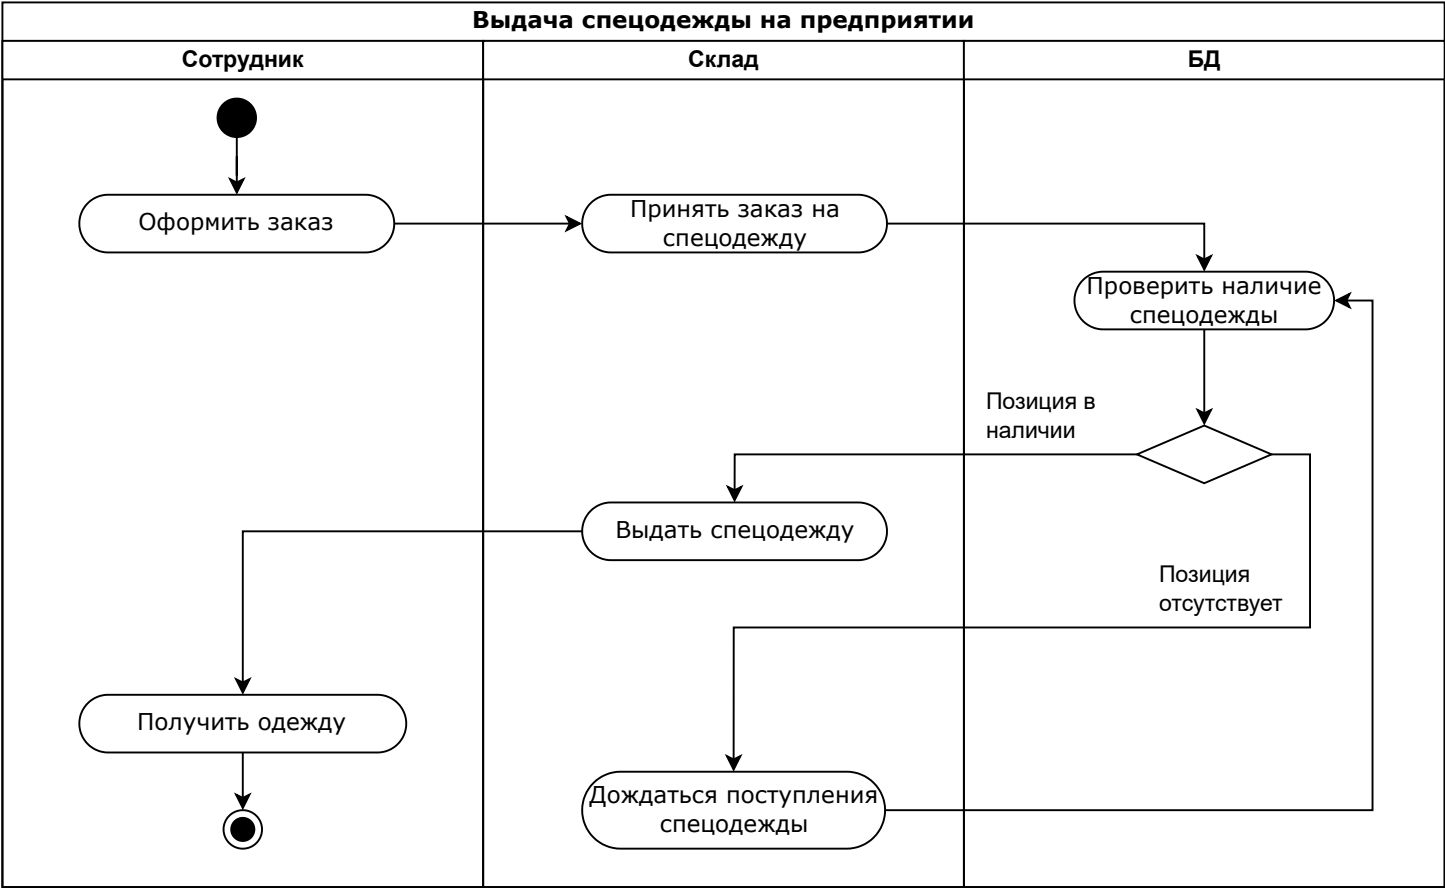 Выдача спецодежды на предприятии
Сотрудник
Склад
БД
Оформить заказ
Принять заказ на
спецодежду
Проверить наличие
спецодежды
Позиция в
наличии
Выдать спецодежду
Позиция
отсутствует
Получить одежду
Дождаться поступления
спецодежды